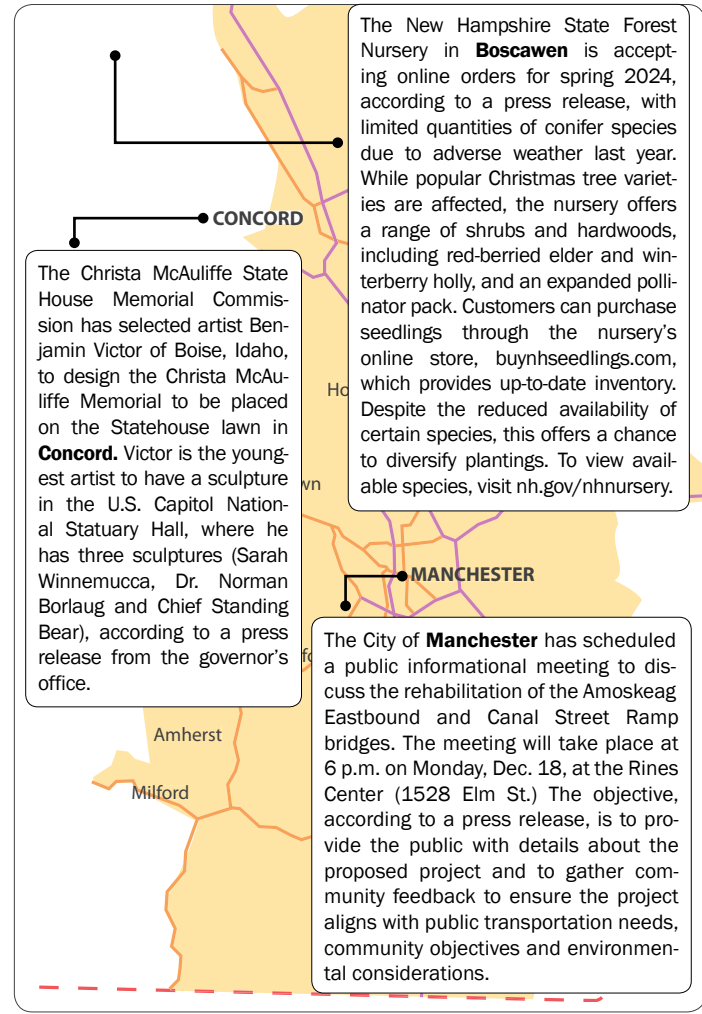 The New Hampshire State Forest
Nursery in Boscawen is accept-
ing online orders for spring 2024,
according to a press release, with
limited quantities of conifer species
due to adverse weather last year.
While popular Christmas tree variet-
ies are affected, the nursery offers
a range of shrubs and hardwoods,
including red-berried elder and win-
terberry holly, and an expanded polli-
nator pack. Customers can purchase
seedlings through the nursery's
online store, buynhseedlings.com,
which provides up-to-date inventory.
Despite the reduced availability of
certain species, this offers a chance
to diversify plantings. To view avail-
able species, visit nh.gov/nhnursery.
CONCORD
The Christa McAuliffe State
House Memorial Commis-
sion has selected artist Ben-
jamin Victor of Boise, Idaho,
to design the Christa McAu-
liffe Memorial to be placed
on the Statehouse lawn in
Concord. Victor is the young-
est artist to have a sculpture
in the U.S. Capitol Nation-
al Statuary Hall, where he
has three sculptures (Sarah
Winnemucca, Dr. Norman
Borlaug and Chief Standing
Bear), according to a press
release from the governor's
office.
MANCHESTER
The City of Manchester has scheduled
a public informational meeting to dis-
cuss the rehabilitation of the Amoskeag
Eastbound and Canal Street Ramp
bridges. The meeting will take place at
6 p.m. on Monday, Dec. 18, at the Rines
Center (1528 Elm St.) The objective,
according to a press release, is to pro-
vide the public with details about the
proposed project and to gather com-
munity feedback to ensure the project
aligns with public transportation needs,
community objectives and environmen-
tal considerations.
Amherst
Milford